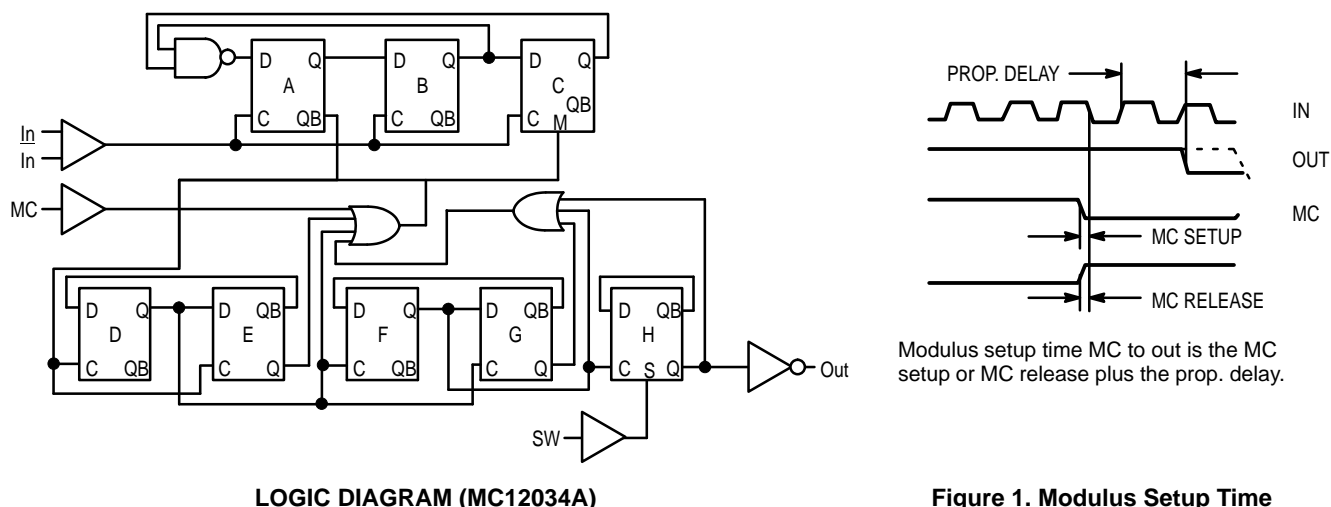 D Q D Q D Q
A B C
QB
C QB C QB C M
In
In
MC
D Q D QB D QB D QB
D Q
D E F G H
C QB C Q C QB C Q C S Q
Out
SW
LOGIC DIAGRAM (MC12034A)
PROP. DELAY
IN
OUT
MC
MC SETUP
MC RELEASE
Modulus setup time MC to out is the MC
setup or MC release plus the prop. delay.
Figure 1. Modulus Setup Time